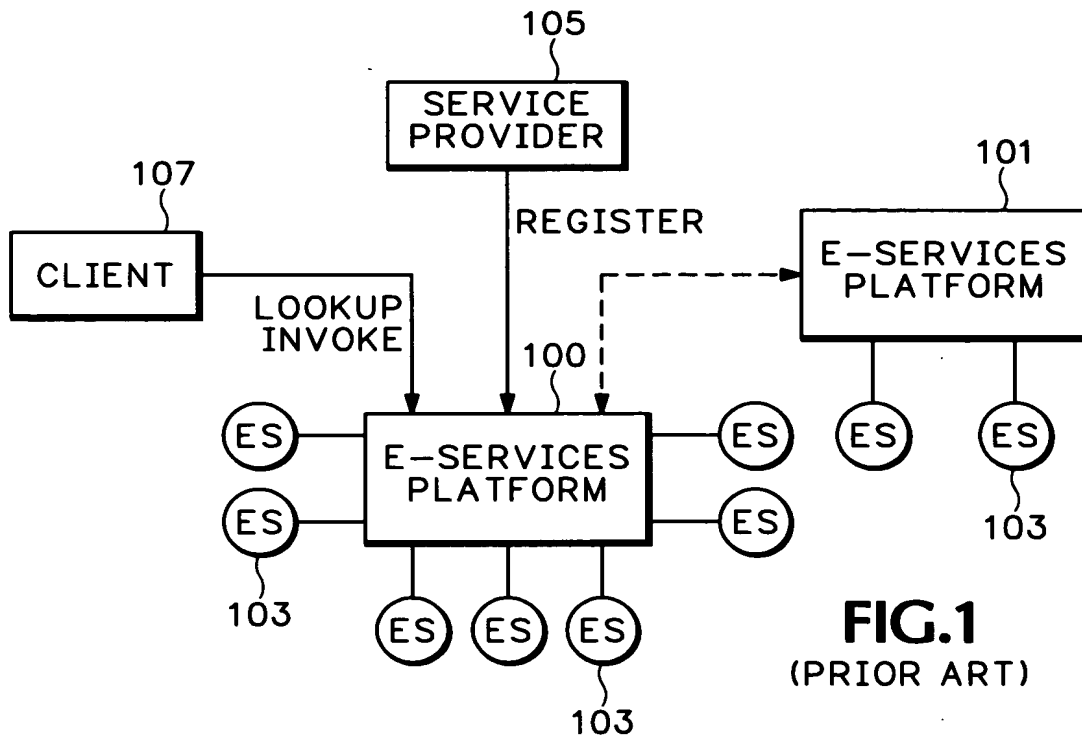 105
SERVICE
PROVIDER
107
CLIENT
REGISTER
101
E-SERVICES
PLATFORM
LOOKUP
INVOKE
100
E-SERVICES
PLATFORM
ES
ES
ES
ES
ES
ES
103
103
ES
ES
ES
103
FIG.1
(PRIOR ART)